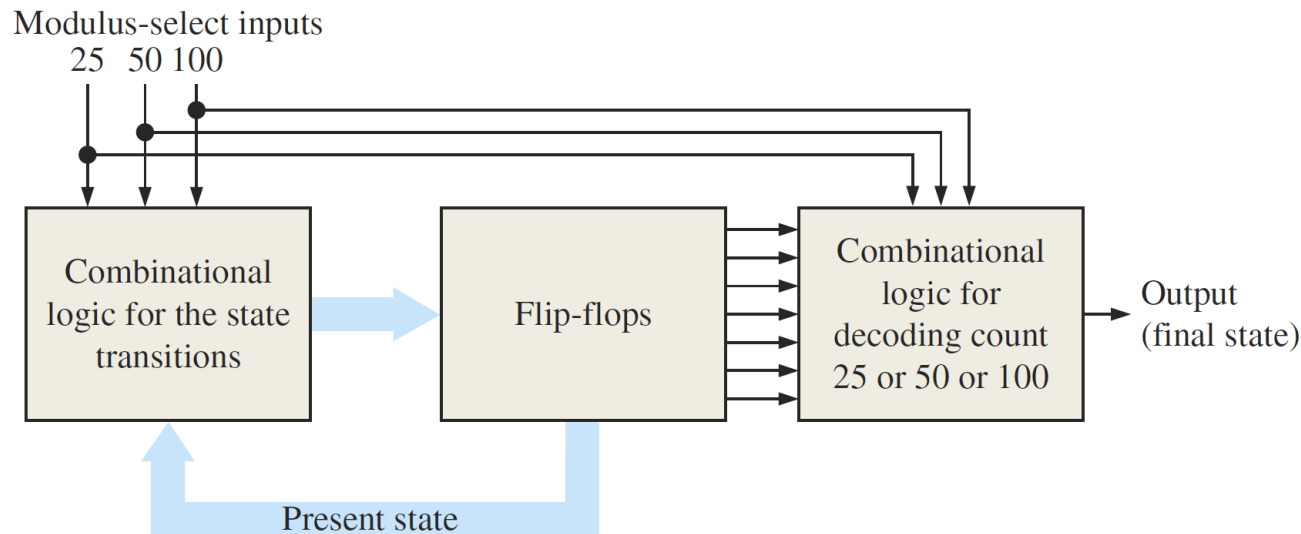 Modulus-select inputs
25 50 100
Combinational
logic for the state
transitions
Flip-flops
Combinational
logic for
decoding count
25 or 50 or 100
Output
(final state)
Present state